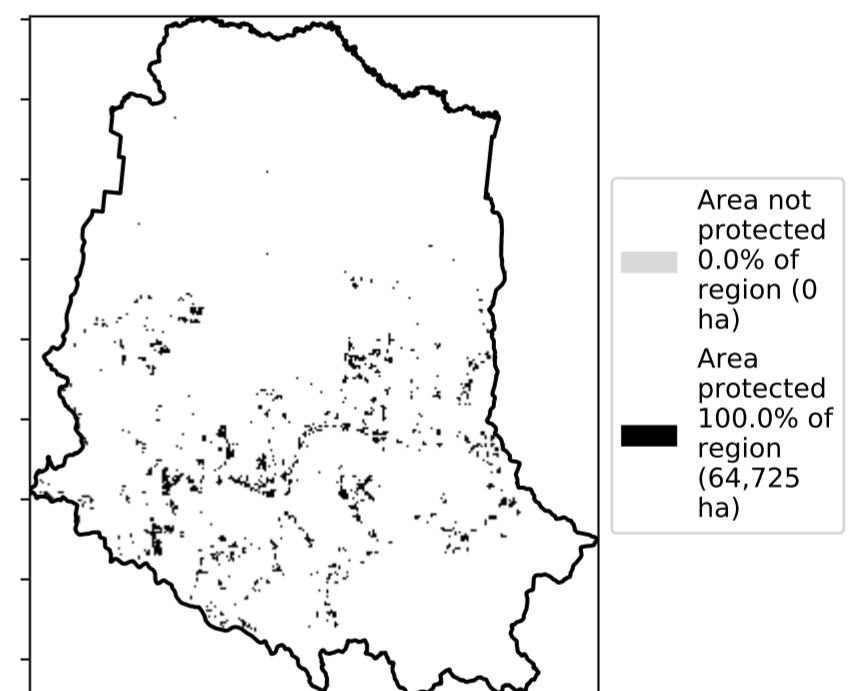 Area not
protected
0.0% of
region (0
ha)
Area
protected
100.0% of
region
(64,725
ha)